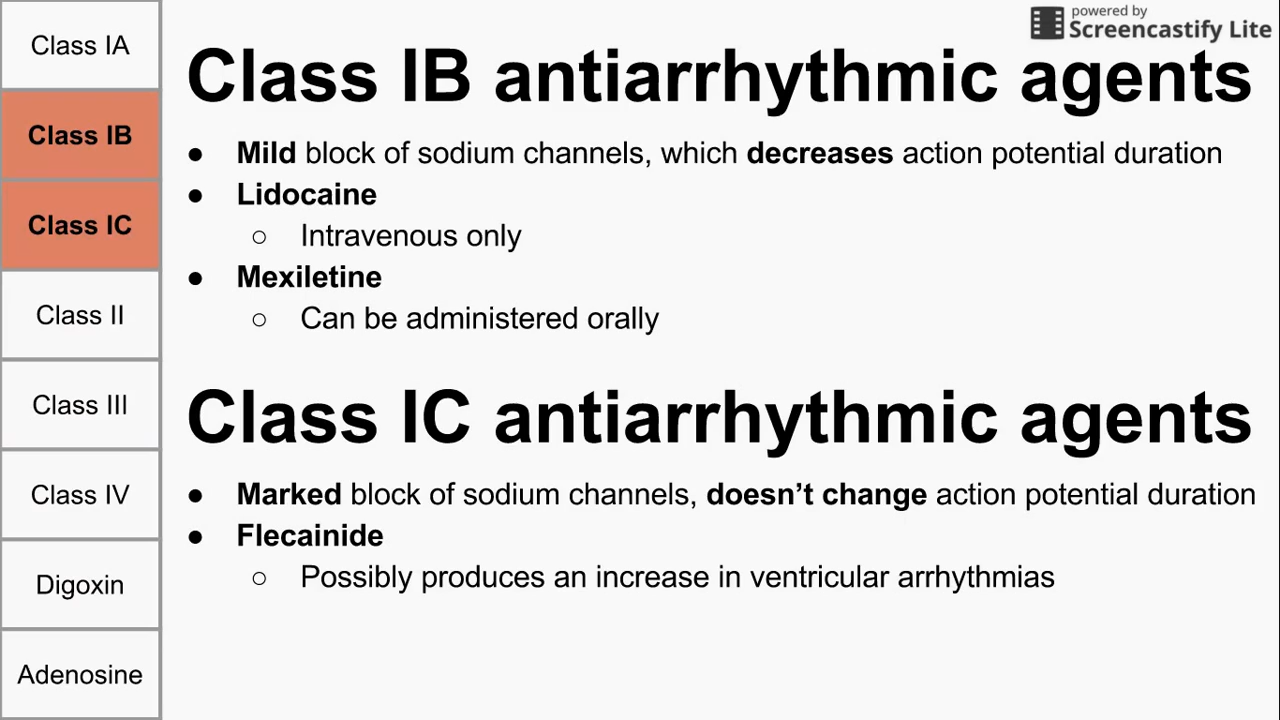 powered by
Screencastify Lite
Class IA
Class IB
Class IC
Class II
Class III
Class IV
Digoxin
Adenosine
Class IB antiarrhythmic agents
● Mild block of sodium channels, which decreases action potential duration
● Lidocaine
○ Intravenous only
● Mexiletine
○ Can be administered orally
Class IC antiarrhythmic agents
● Marked block of sodium channels, doesn’t change action potential duration
● Flecainide
○ Possibly produces an increase in ventricular arrhythmias